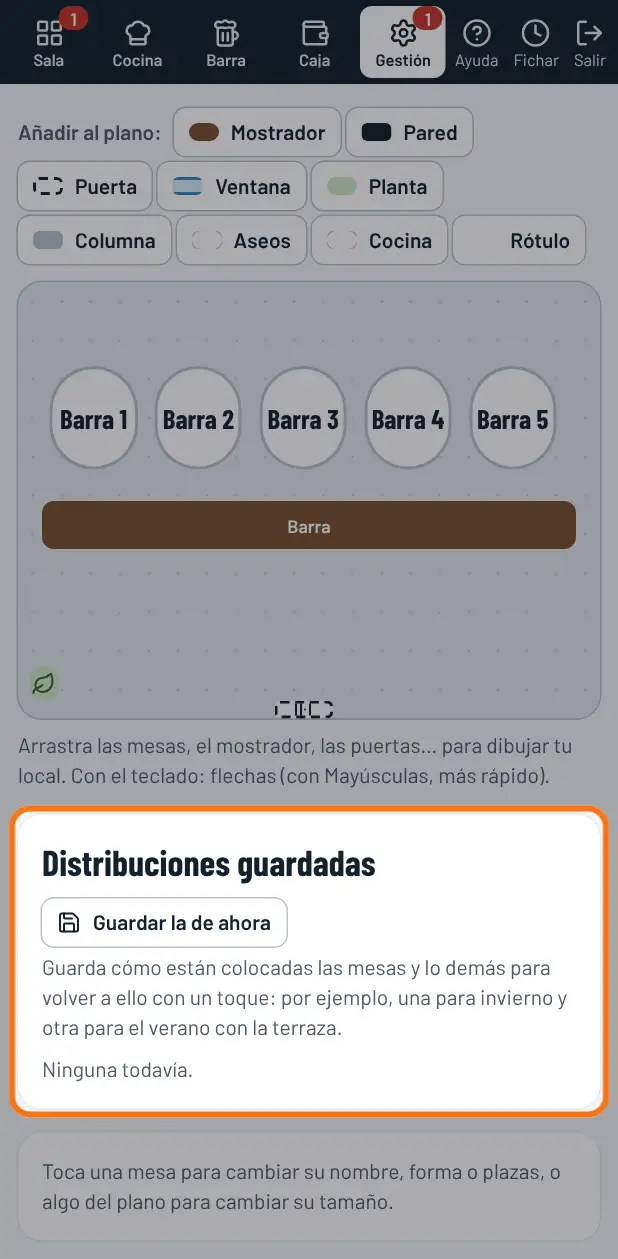 1
1
Sala
Cocina
Barra
Caja
Gestión
Ayuda
Fichar
Salir
Añadir al plano:
Mostrador
Pared
Puerta
Ventana
Planta
Columna
Aseos
Cocina
Rótulo
Barra 1
Barra 2
Barra 3
Barra 4
Barra 5
Barra
Arrastra las mesas, el mostrador, las puertas… para dibujar tu
local. Con el teclado: flechas (con Mayúsculas, más rápido).
Distribuciones guardadas
Guardar la de ahora
Guarda cómo están colocadas las mesas y lo demás para
volver a ello con un toque: por ejemplo, una para invierno y
otra para el verano con la terraza.
Ninguna todavía.
Toca una mesa para cambiar su nombre, forma o plazas, o
algo del plano para cambiar su tamaño.